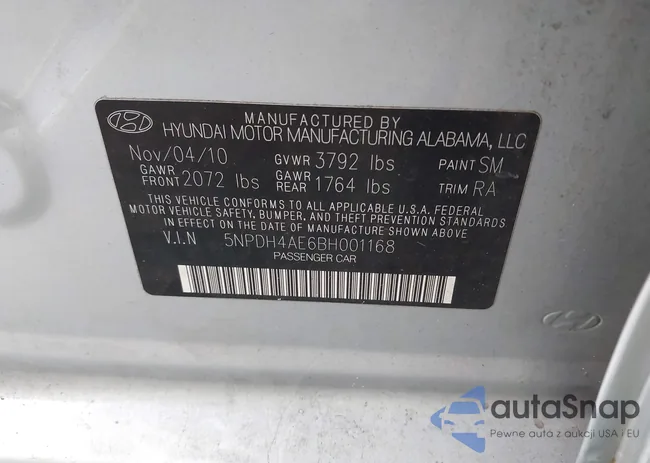 MANUFACTURED BY
HYUNDAI MOTOR MANUFACTURING ALABAMA, LLC
Nov/04/10 GVWR 3792 lbs PAINT SM
GAWR FRONT 2072 lbs GAWR REAR 1764 lbs TRIM RA
THIS VEHICLE CONFORMS TO ALL APPLICABLE U.S.A. FEDERAL
MOTOR VEHICLE SAFETY, BUMPER, AND THEFT PREVENTION STANDARDS
IN EFFECT ON THE DATE OF MANUFACTURE SHOWN ABOVE
V.I.N 5NPDH4AE6BH001168
PASSENGER CAR
autaSnap
Pewne auta z aukcji USA i EU